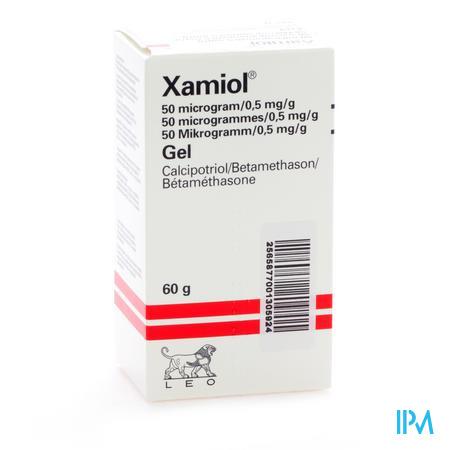 Xamiol®
50 microgram/0,5 mg/g
50 microgrammes/0,5 mg/g
50 Mikrogramm/0,5 mg/g
Gel
Calcipotriol/Betamethason/
Bétaméthasone
2565877001305924
60 g
LEO
IPM